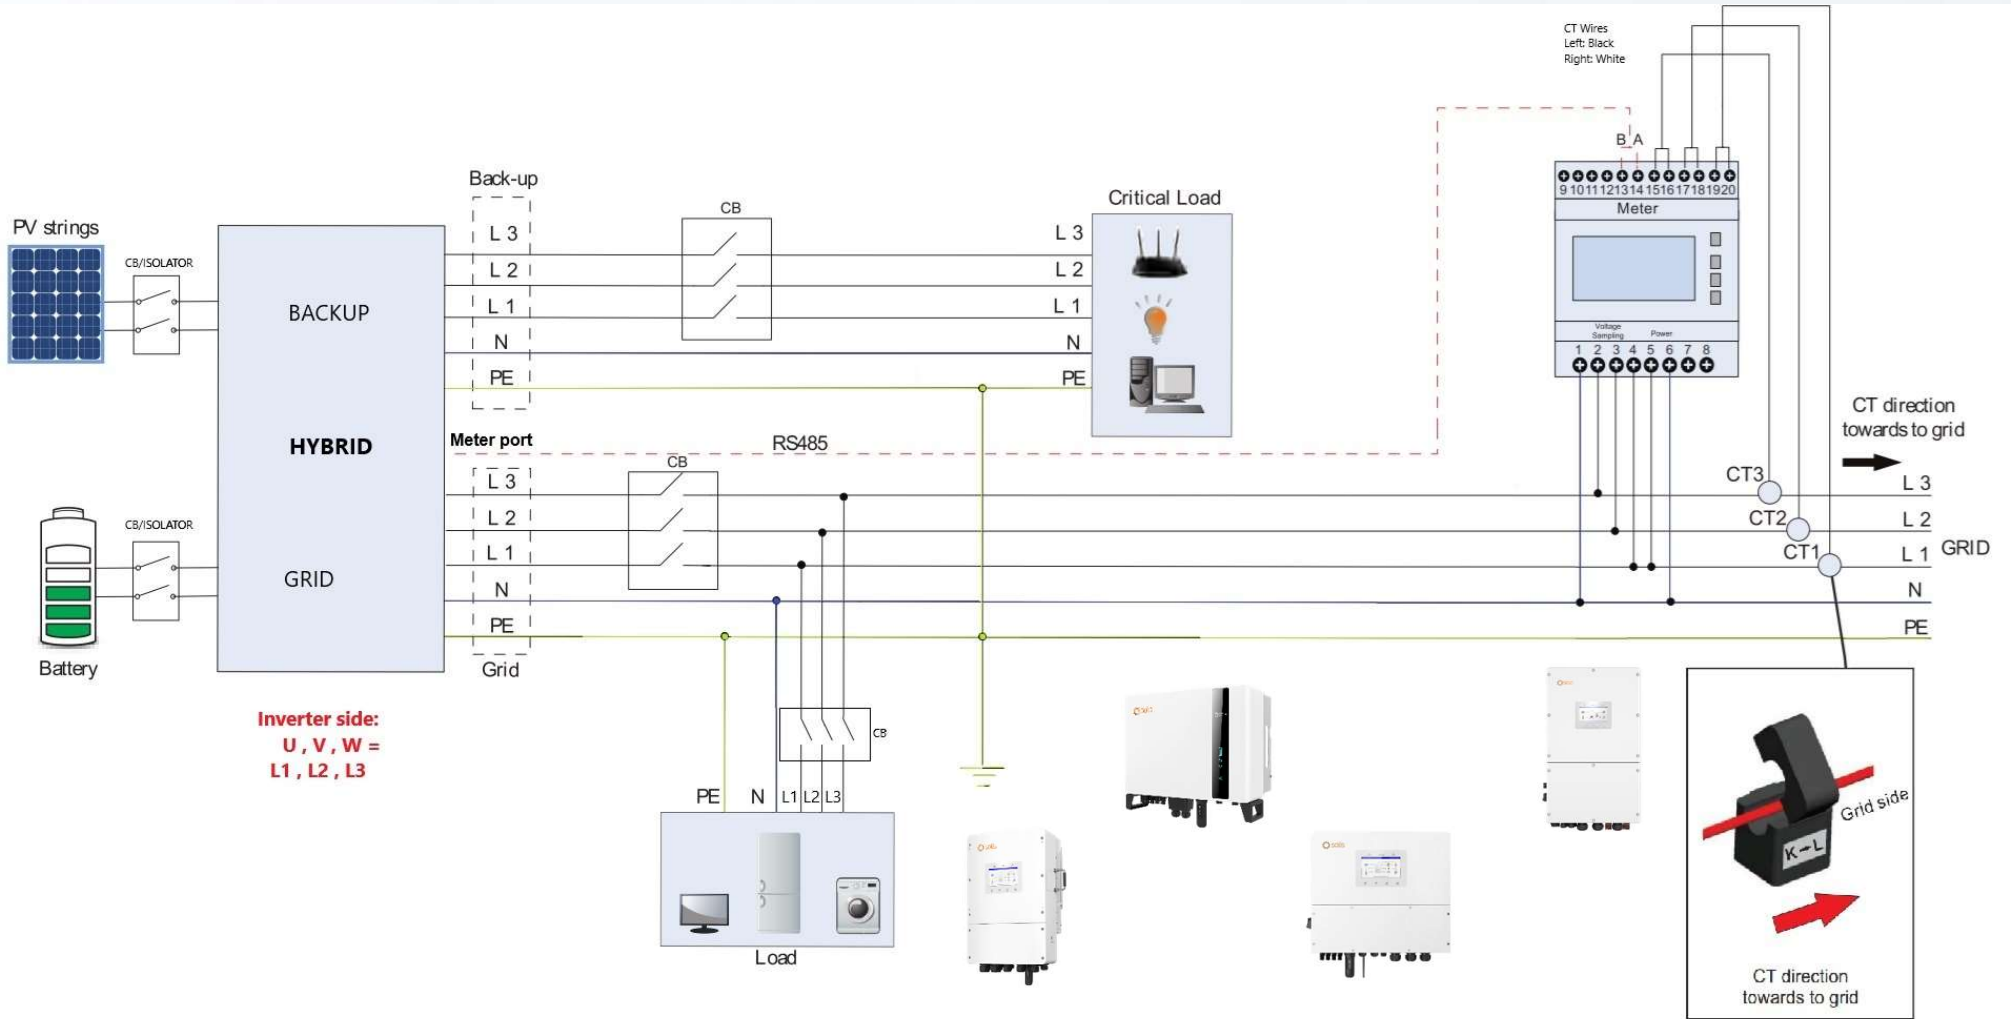 CT Wires
Left: Black
Right: White
B A
9 10 11 12 13 14 15 16 17 18 19 20
Meter
Voltage
Sampling
Power
1 2 3 4 5 6 7 8
Back-up
L 3
L 2
L 1
N
PE
CB
Critical Load
L 3
L 2
L 1
N
PE
PV strings
CB/ISOLATOR
BACKUP
HYBRID
GRID
Meter port
RS485
CB
L 3
L 2
L 1
N
PE
Grid
CB/ISOLATOR
Battery
Inverter side:
U , V , W =
L1 , L2 , L3
CT direction
towards to grid
CT3
CT2
CT1
L 3
L 2
L 1
GRID
N
PE
CB
PE
N
L1 L2 L3
Load
solis
solis
solis
solis
Grid side
K→L
CT direction
towards to grid